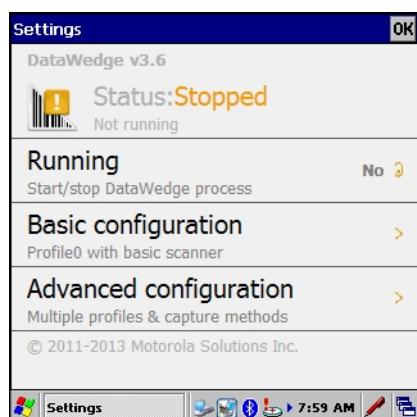 Settings OK
DataWedge v3.6
Status:Stopped
Not running
Running No
Start/stop DataWedge process
Basic configuration >
Profile0 with basic scanner
Advanced configuration >
Multiple profiles & capture methods
© 2011-2013 Motorola Solutions Inc.
Settings 7:59 AM